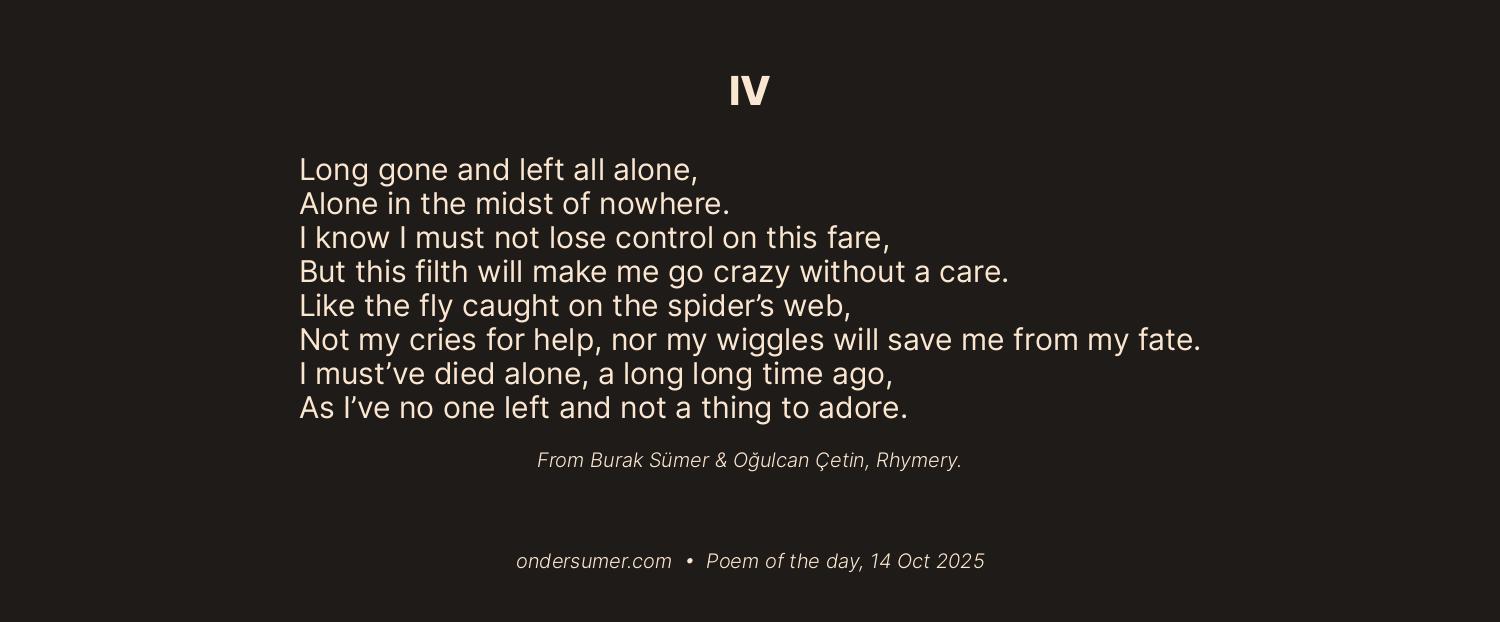 IV
Long gone and left all alone,
Alone in the midst of nowhere.
I know I must not lose control on this fare,
But this filth will make me go crazy without a care.
Like the fly caught on the spider’s web,
Not my cries for help, nor my wiggles will save me from my fate.
I must’ve died alone, a long long time ago,
As I’ve no one left and not a thing to adore.
From Burak Sümer & Oğulcan Çetin, Rhymery.
ondersumer.com • Poem of the day, 14 Oct 2025